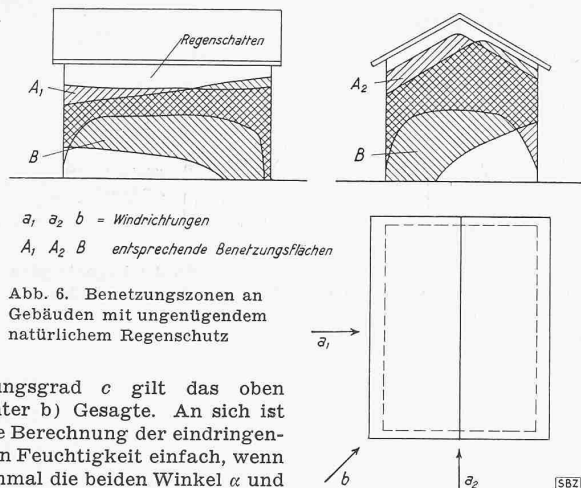 Regenschatten
A1
B
A2
B
a1 a2 b = Windrichtungen
A1 A2 B entsprechende Benetzungsflächen
Abb. 6. Benetzungszonen an
Gebäuden mit ungenügendem
natürlichem Regenschutz
a1
b
a2
SBZ
ungsgrad c gilt das oben
ter b) Gesagte. An sich ist
e Berechnung der eindringen-
n Feuchtigkeit einfach, wenn
nmal die beiden Winkel α und